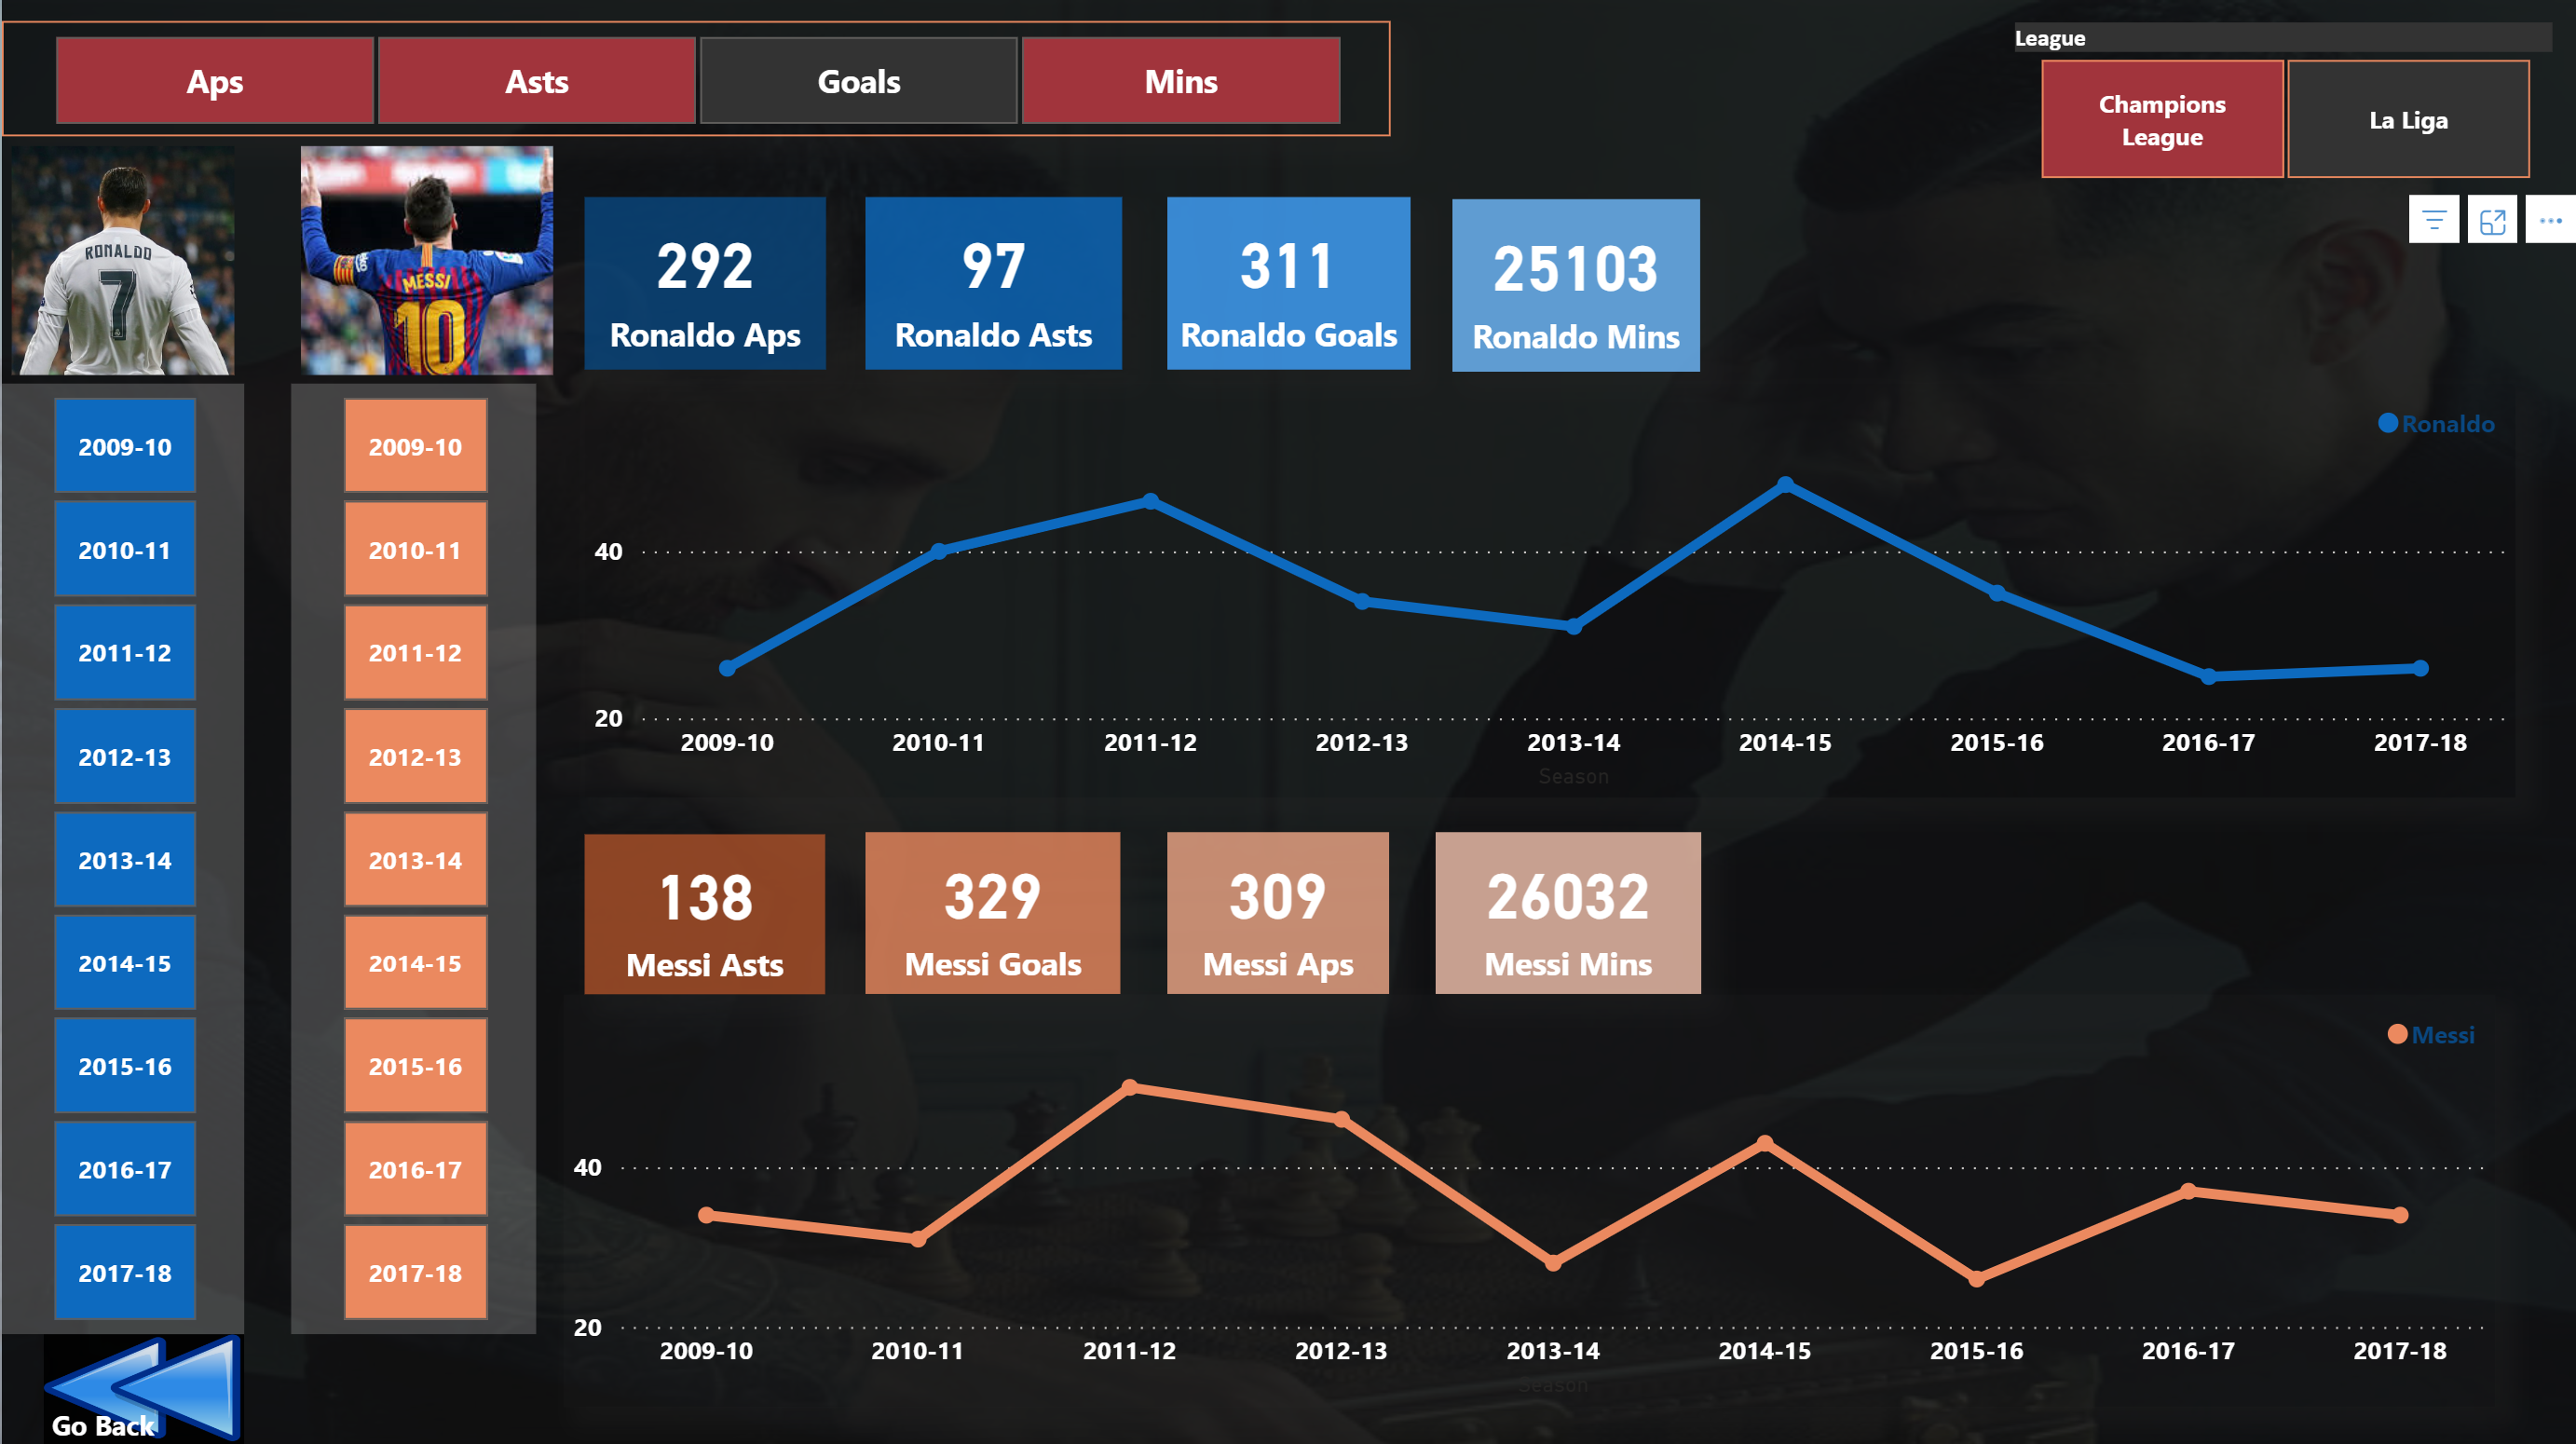 Aps
Asts
Goals
Mins
League
Champions
League
La Liga
RONALDO
7
MESSI
10
292
Ronaldo Aps
97
Ronaldo Asts
311
Ronaldo Goals
25103
Ronaldo Mins
2009-10
2010-11
2011-12
2012-13
2013-14
2014-15
2015-16
2016-17
2017-18
2009-10
2010-11
2011-12
2012-13
2013-14
2014-15
2015-16
2016-17
2017-18
Ronaldo
40
20
2009-10
2010-11
2011-12
2012-13
2013-14
2014-15
2015-16
2016-17
2017-18
Season
138
Messi Asts
329
Messi Goals
309
Messi Aps
26032
Messi Mins
Messi
40
20
2009-10
2010-11
2011-12
2012-13
2013-14
2014-15
2015-16
2016-17
2017-18
Season
Go Back